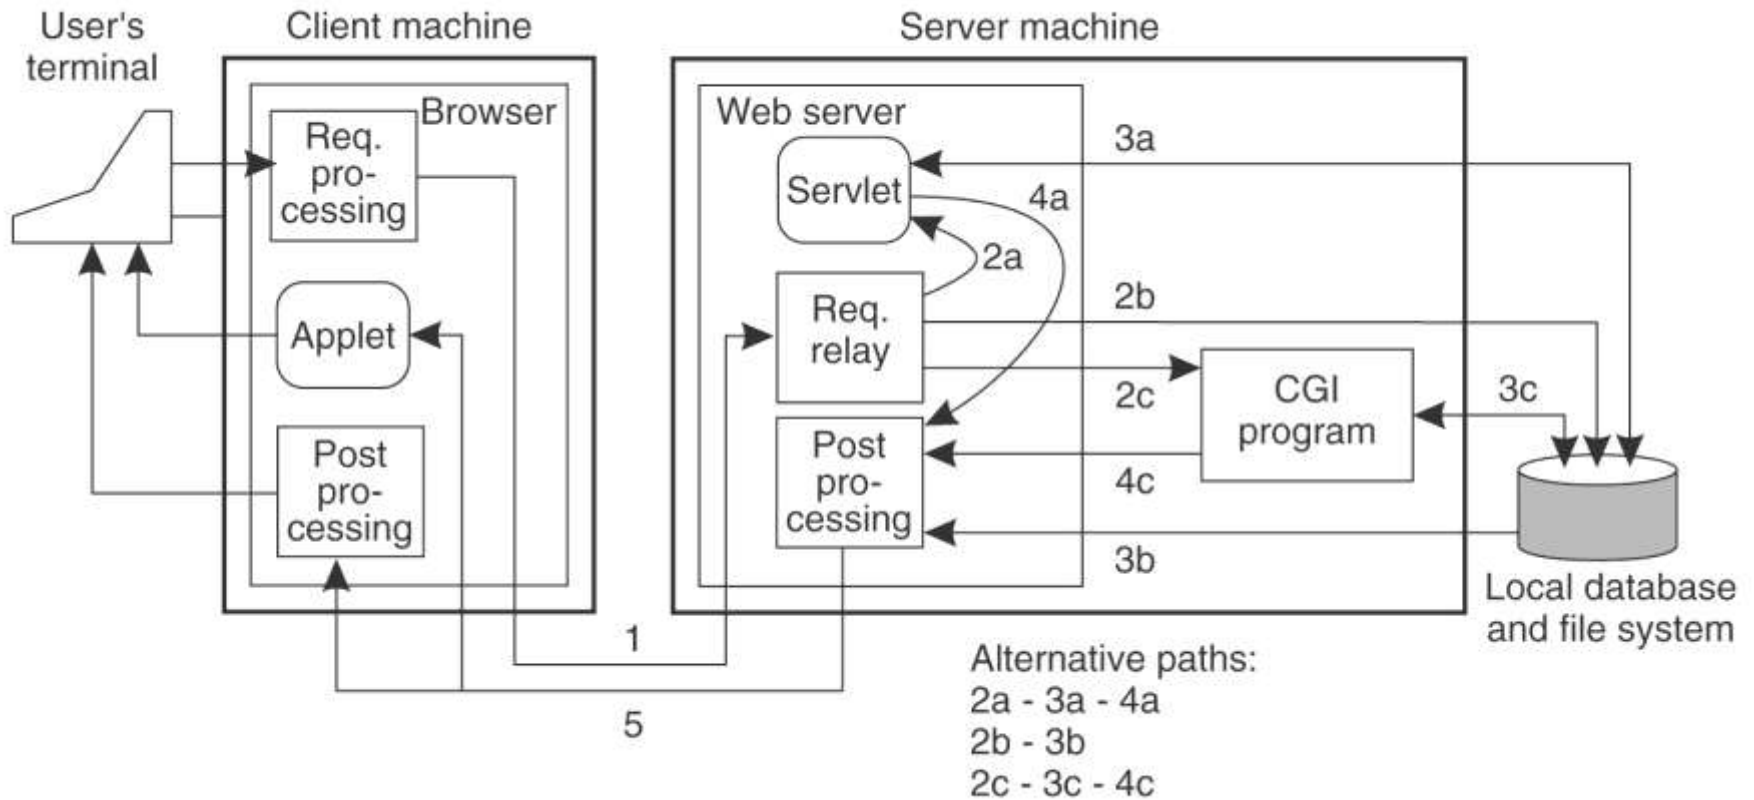 User's
terminal
Client machine
Server machine
Browser
Req.
pro-
cessing
Applet
Post
pro-
cessing
Web server
Servlet
3a
4a
2a
2b
Req.
relay
2c
CGI
program
3c
Post
pro-
cessing
4c
3b
Local database
and file system
1
5
Alternative paths:
2a - 3a - 4a
2b - 3b
2c - 3c - 4c